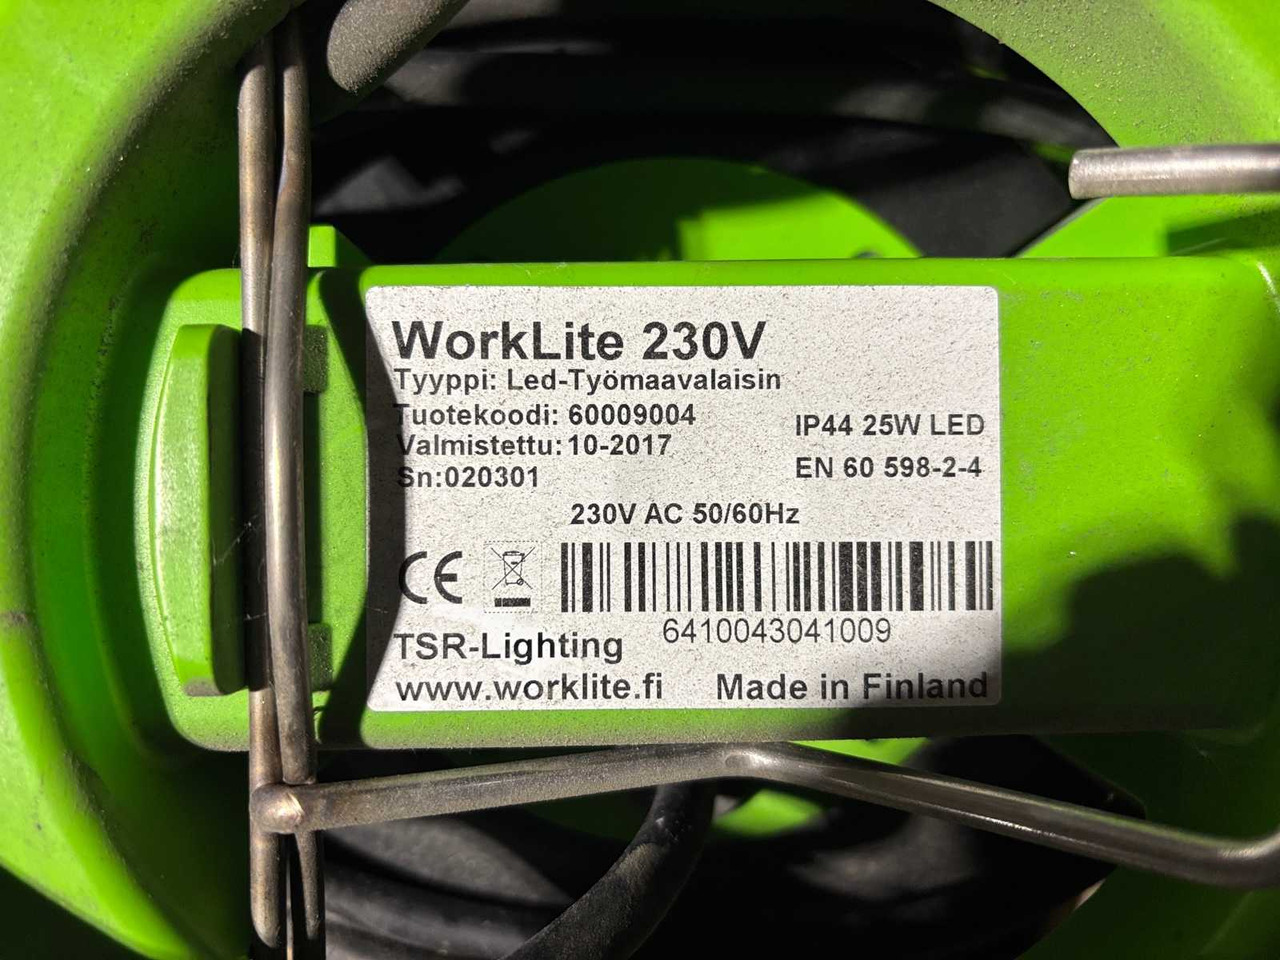 WorkLite 230V
Tyyppi: Led-Työmaavalaisin
Tuotekoodi: 60009004
Valmistettu: 10-2017
Sn:020301
IP44 25W LED
EN 60 598-2-4
230V AC 50/60Hz
CE
6410043041009
TSR-Lighting
www.worklite.fi
Made in Finland